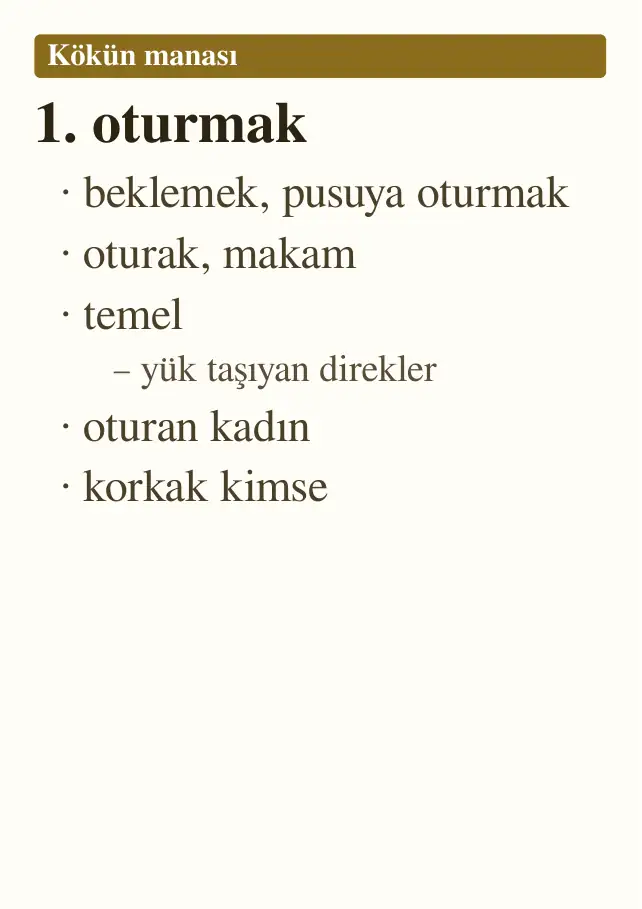 Kökün manası
1. oturmak
· beklemek, pusuya oturmak
· oturak, makam
· temel
– yük taşıyan direkler
· oturan kadın
· korkak kimse